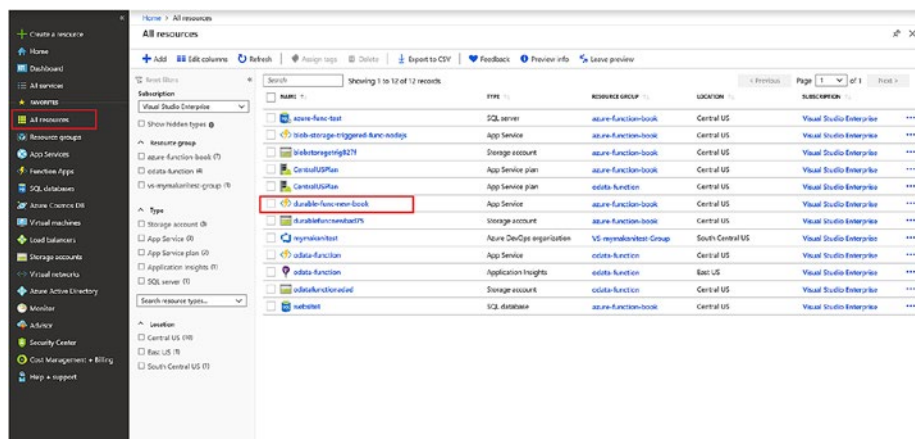 Home > All resources
All resources
Create a resource
Home
Dashboard
All services
FAVORITES
All resources
Resource groups
App Services
Function Apps
SQL databases
Azure Cosmos DB
Virtual machines
Load balancers
Storage accounts
Virtual networks
Azure Active Directory
Monitor
Advisor
Security Center
Cost Management + Billing
Help + support
Add Edit columns Refresh Assign tags Delete Export to CSV Feedback Preview info Leave preview
Reset filters
Subscription
Visual Studio Enterprise
Show hidden types
Resource group
azure-function-book (7)
odata-function (4)
vs-mymakanitest-group (1)
Type
Storage account (3)
App Service (3)
App Service plan (2)
Application Insights (1)
SQL server (1)
Search resource types...
Location
Central US (10)
East US (1)
South Central US (1)
Search Showing 1 to 12 of 12 records. < Previous Page 1 of 1 Next >
NAME TYPE RESOURCE GROUP LOCATION SUBSCRIPTION
azure-func-test SQL server azure-function-book Central US Visual Studio Enterprise
blob-storage-triggered-func-nodejs App Service azure-function-book Central US Visual Studio Enterprise
Storage account azure-function-book Central US Visual Studio Enterprise
CentralUSPlan App Service plan azure-function-book Central US Visual Studio Enterprise
CentralUSPlan App Service plan odata-function Central US Visual Studio Enterprise
durable-func-new-book App Service azure-function-book Central US Visual Studio Enterprise
Storage account azure-function-book Central US Visual Studio Enterprise
mymakanitest Azure DevOps organization VS-mymakanitest-Group South Central US Visual Studio Enterprise
odata-function App Service odata-function Central US Visual Studio Enterprise
odata-function Application Insights odata-function East US Visual Studio Enterprise
Storage account odata-function Central US Visual Studio Enterprise
SQL database azure-function-book Central US Visual Studio Enterprise